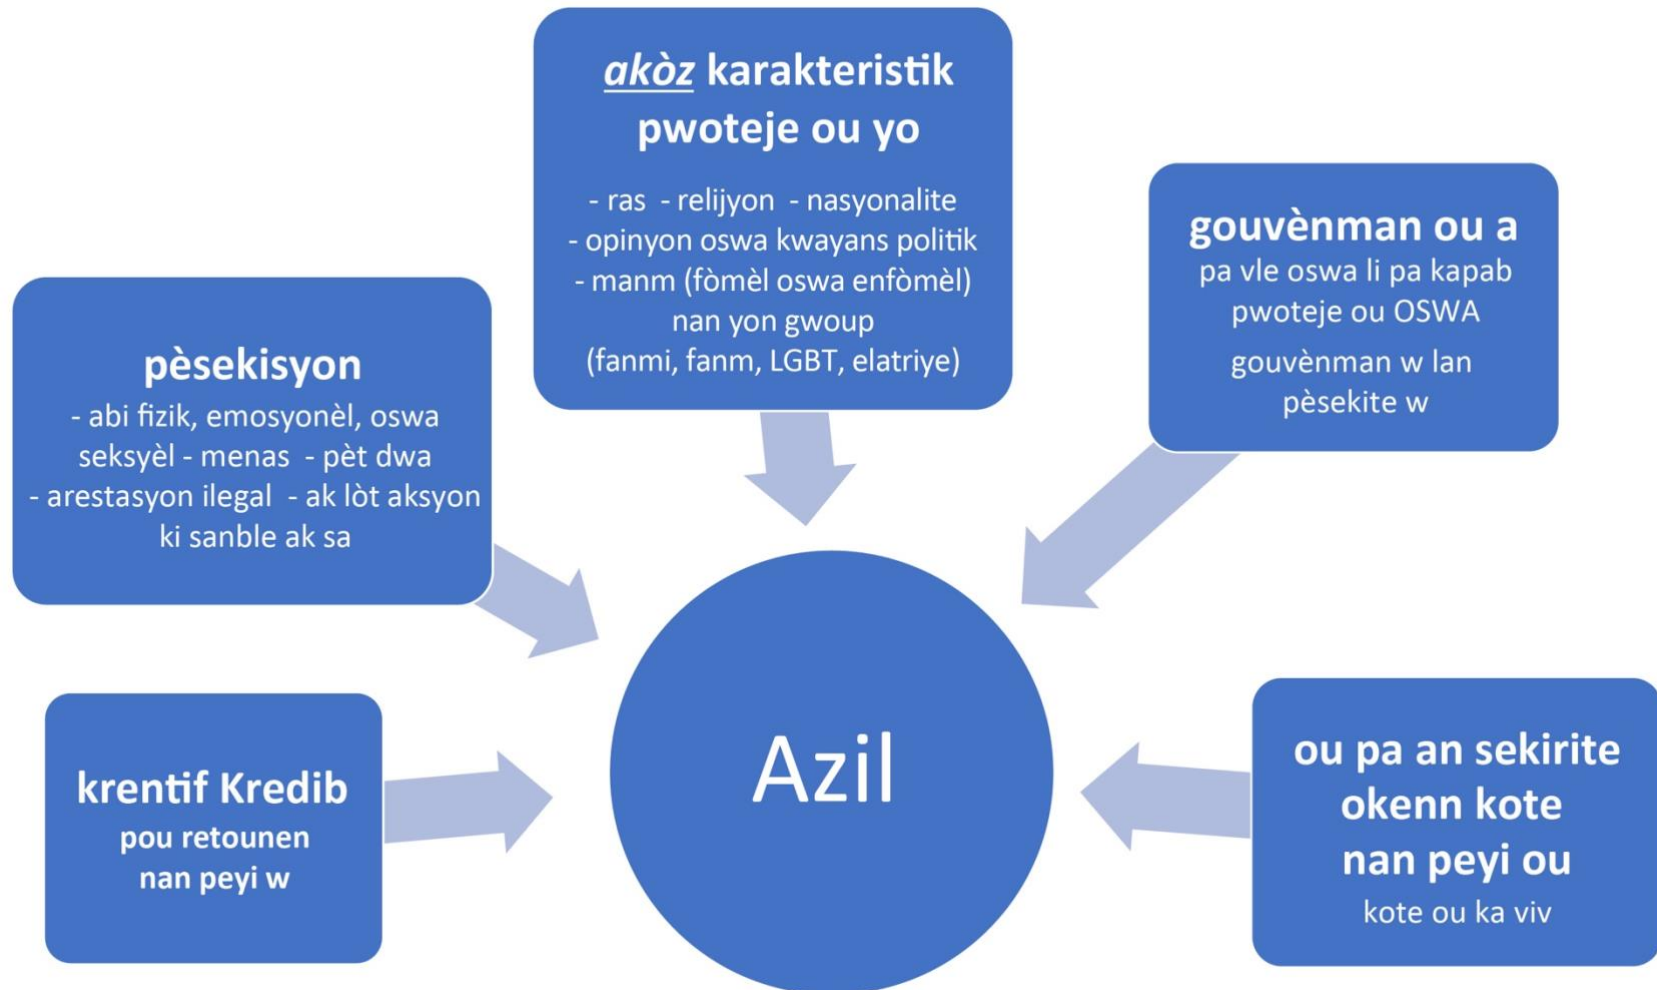 krentif Kredib
pou retounen
nan peyi w
pèsekisyon
- abi fizik, emosyonèl, oswa
seksyèl - menas - pèt dwa
- arestasyon ilegal - ak lòt aksyon
ki sanble ak sa
akòz karakteristik
pwoteje ou yo
- ras - relijyon - nasyonalite
- opinyon oswa kwayans politik
- manm (fòmèl oswa enfòmèl)
nan yon gwoup
(fanmi, fanm, LGBT, elatriye)
gouvènman ou a
pa vle oswa li pa kapab
pwoteje ou OSWA
gouvènman w lan
pèsekite w
ou pa an sekirite
okenn kote
nan peyi ou
kote ou ka viv
Azil